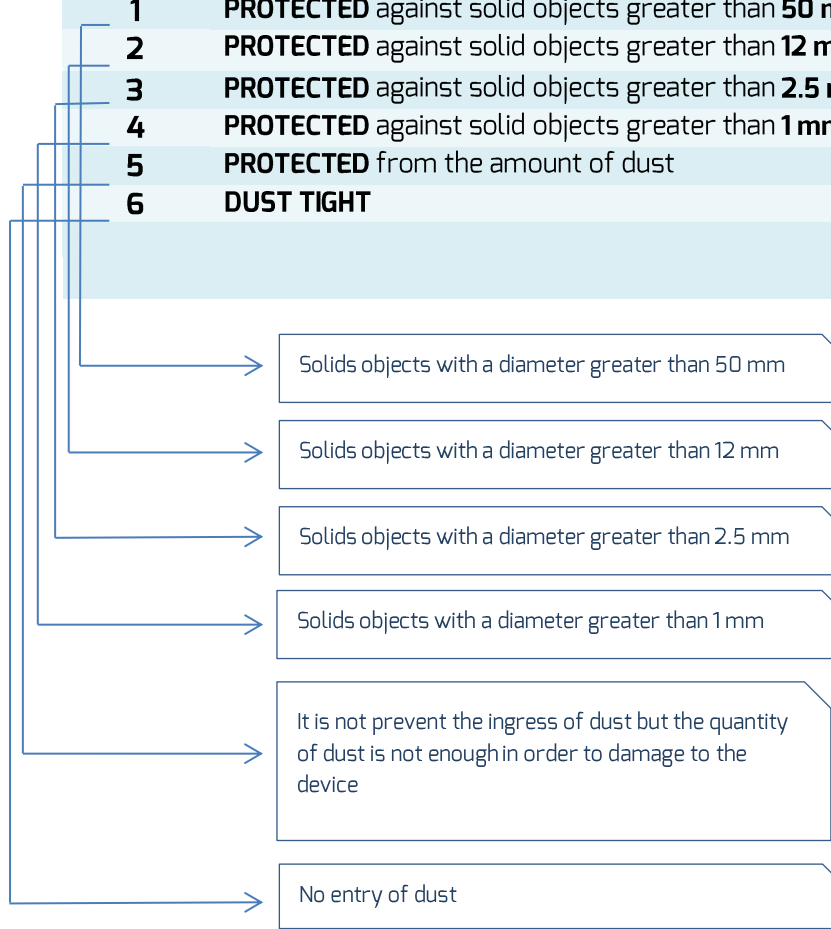 1 PROTECTED against solid objects greater than 50
2 PROTECTED against solid objects greater than 12
3 PROTECTED against solid objects greater than 2.5
4 PROTECTED against solid objects greater than 1 mm
5 PROTECTED from the amount of dust
6 DUST TIGHT
Solids objects with a diameter greater than 50 mm
Solids objects with a diameter greater than 12 mm
Solids objects with a diameter greater than 2.5 mm
Solids objects with a diameter greater than 1 mm
It is not prevent the ingress of dust but the quantity
of dust is not enough in order to damage to the
device
No entry of dust